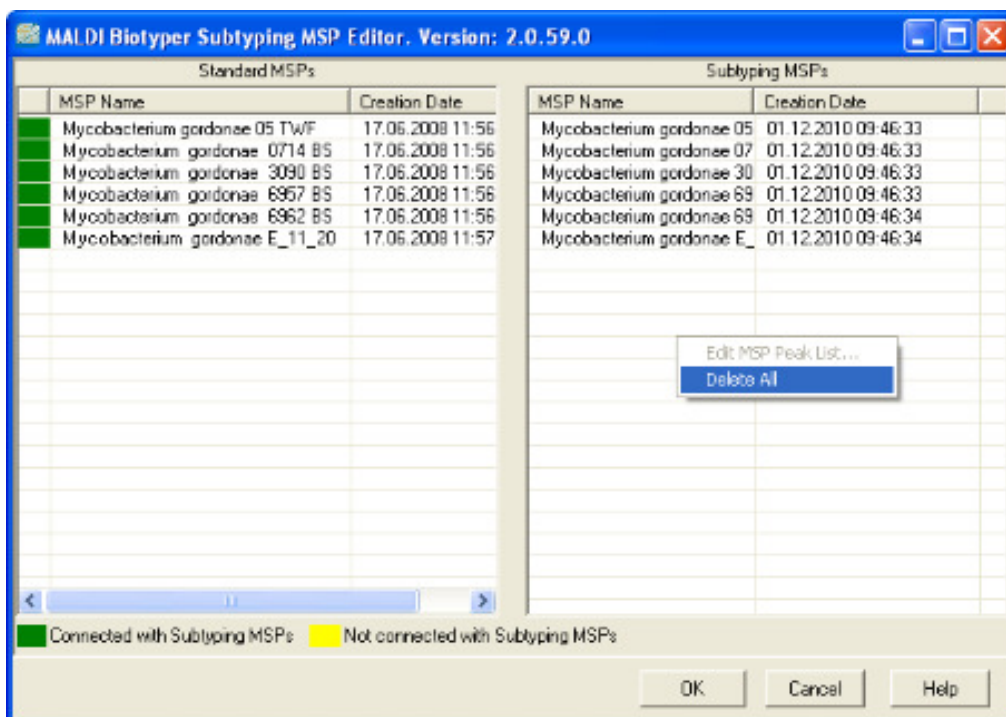 MALDI Biotyper Subtyping MSP Editor. Version: 2.0.59.0
Standard MSPs
MSP Name Creation Date
Mycobacterium gordonae 05 TWF 17.06.2008 11:56
Mycobacterium gordonae 0714 BS 17.06.2008 11:56
Mycobacterium gordonae 3090 BS 17.06.2008 11:56
Mycobacterium gordonae 6957 BS 17.06.2008 11:56
Mycobacterium gordonae 6962 BS 17.06.2008 11:56
Mycobacterium gordonae E_11_20 17.06.2008 11:57
Subtyping MSPs
MSP Name Creation Date
Mycobacterium gordonae 05 01.12.2010 09:46:33
Mycobacterium gordonae 07 01.12.2010 09:46:33
Mycobacterium gordonae 30 01.12.2010 09:46:33
Mycobacterium gordonae 69 01.12.2010 09:46:33
Mycobacterium gordonae 69 01.12.2010 09:46:34
Mycobacterium gordonae E_ 01.12.2010 09:46:34
Edit MSP Peak List...
Delete All
Connected with Subtyping MSPs Not connected with Subtyping MSPs
OK Cancel Help